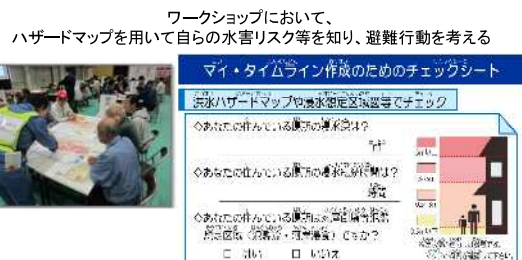 ワークショップにおいて、
ハザードマップを用いて自らの水害リスク等を知り、避難行動を考える
マイ・タイムライン作成のためのチェックシート
洪水ハザードマップや浸水想定区域図等でチェック
◇あなたの住んでいる場所の浸水深は？
◇あなたの住んでいる場所の浸水継続時間は？
時間
◇あなたの住んでいる場所は家屋倒壊等氾濫
想定区域（氾濫流・河岸侵食）ですか？
□ はい □ いいえ